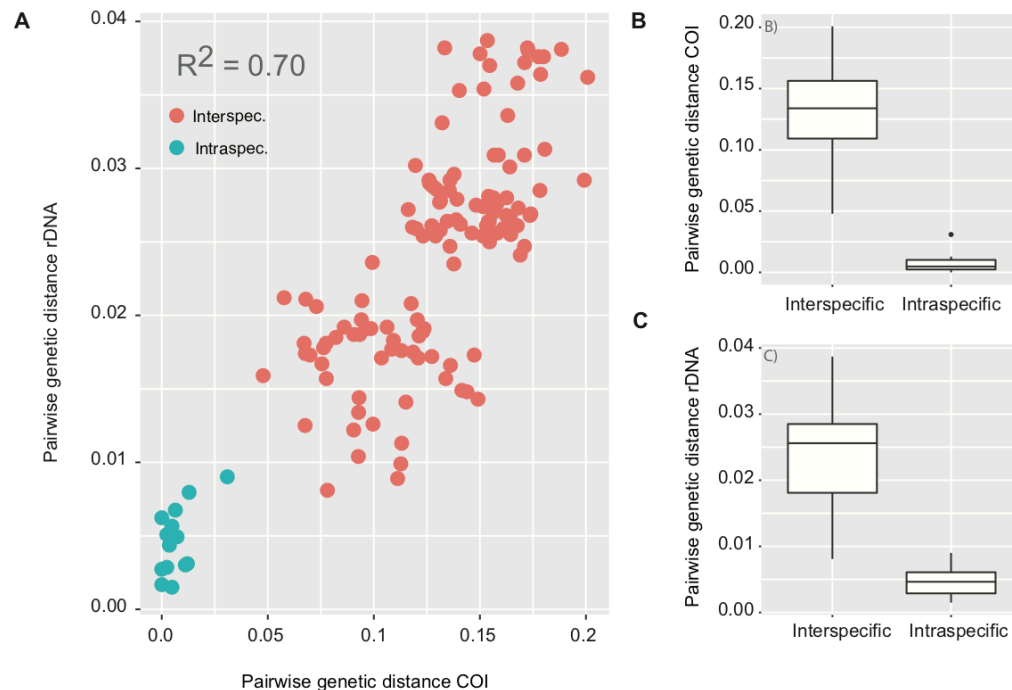 A
0.04
0.03
0.02
0.01
0.00
Pairwise genetic distance rDNA
R2 = 0.70
Interspec.
Intraspec.
0.0
0.05
0.1
0.15
0.2
Pairwise genetic distance COI
B
B)
0.20
0.15
0.10
0.05
0.00
Pairwise genetic distance COI
Interspecific
Intraspecific
C
C)
0.04
0.03
0.02
0.01
0.00
Pairwise genetic distance rDNA
Interspecific
Intraspecific